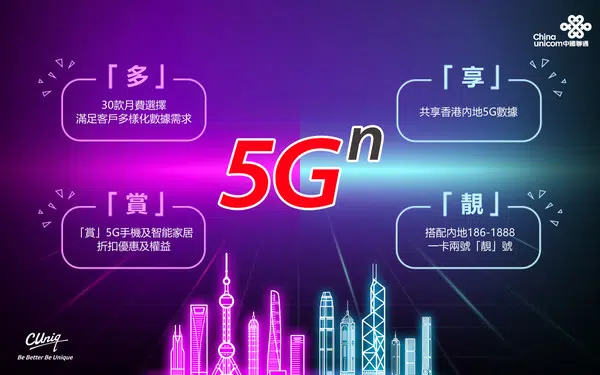 China
unicom中國聯通
「多」
30款月費選擇
滿足客戶多樣化數據需求
「享」
共享香港內地5G數據
5Gⁿ
「賞」
「賞」5G手機及智能家居
折扣優惠及權益
「靚」
搭配內地186-1888
一卡兩號「靚」號
CUniq
Be Better Be Unique